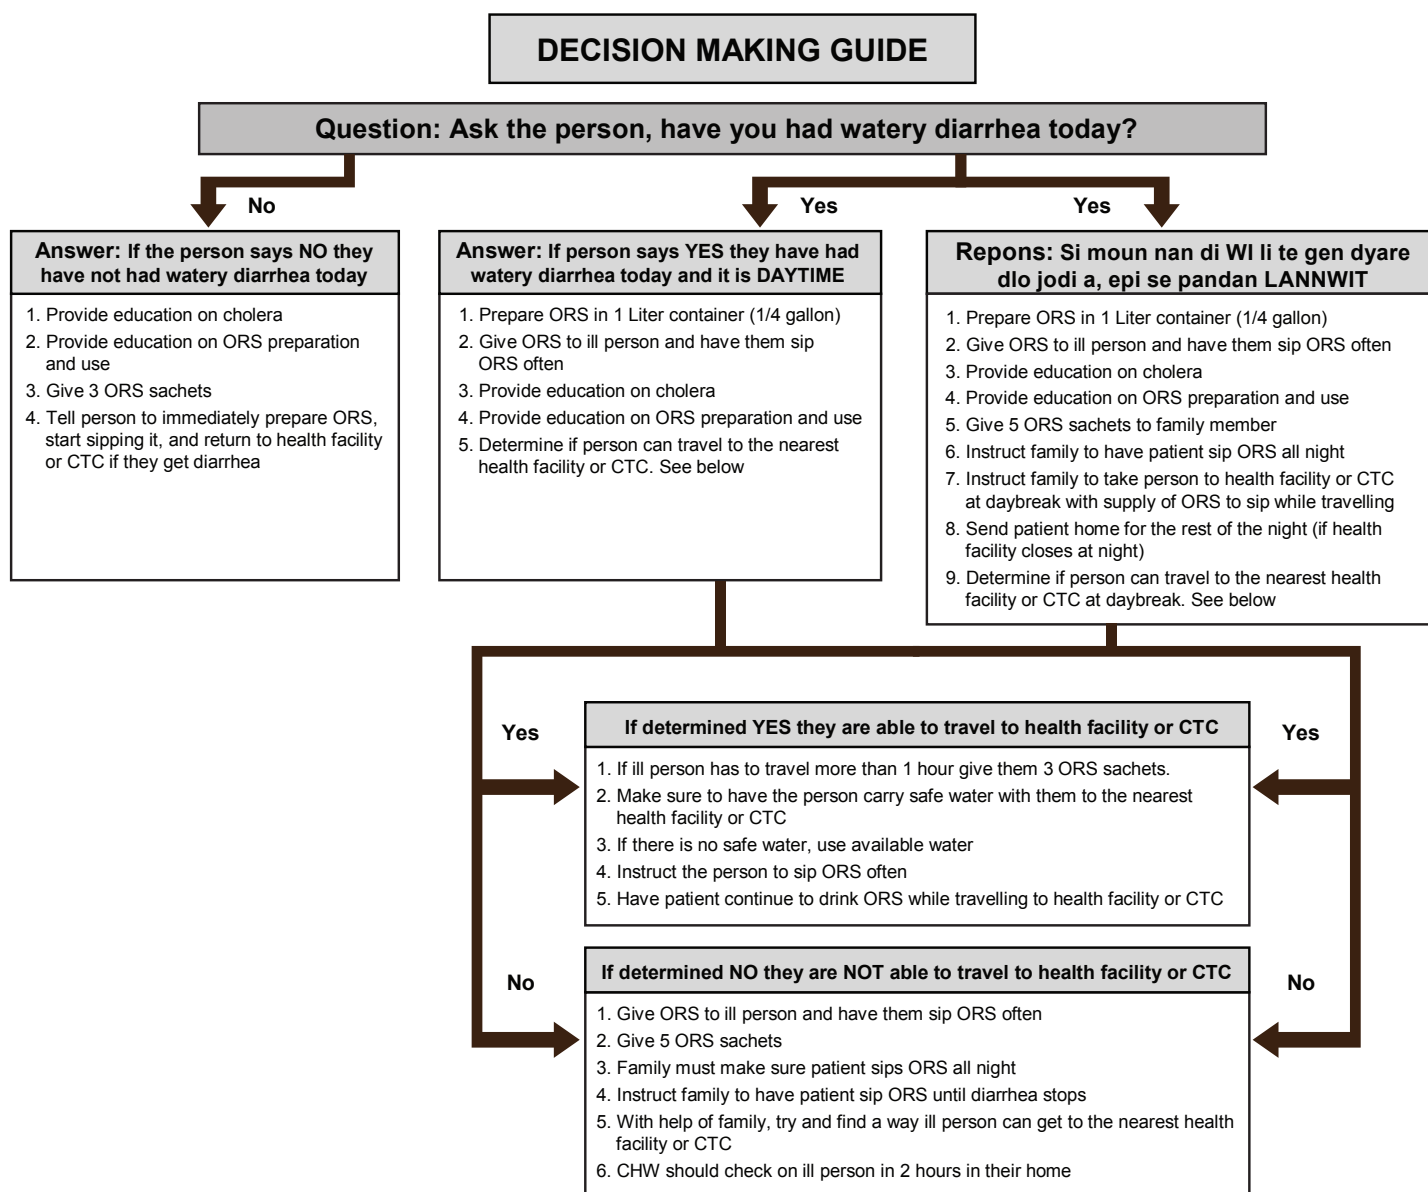 DECISION MAKING GUIDE
Question: Ask the person, have you had watery diarrhea today?
No
Yes
Yes
Answer: If the person says NO they
have not had watery diarrhea today
1. Provide education on cholera
2. Provide education on ORS preparation
and use
3. Give 3 ORS sachets
4. Tell person to immediately prepare ORS,
start sipping it, and return to health facility
or CTC if they get diarrhea
Answer: If person says YES they have had
watery diarrhea today and it is DAYTIME
1. Prepare ORS in 1 Liter container (1/4 gallon)
2. Give ORS to ill person and have them sip
ORS often
3. Provide education on cholera
4. Provide education on ORS preparation and use
5. Determine if person can travel to the nearest
health facility or CTC. See below
Repons: Si moun nan di WI li te gen dyare
dlo jodi a, epi se pandan LANNWIT
1. Prepare ORS in 1 Liter container (1/4 gallon)
2. Give ORS to ill person and have them sip ORS often
3. Provide education on cholera
4. Provide education on ORS preparation and use
5. Give 5 ORS sachets to family member
6. Instruct family to have patient sip ORS all night
7. Instruct family to take person to health facility or CTC
at daybreak with supply of ORS to sip while travelling
8. Send patient home for the rest of the night (if health
facility closes at night)
9. Determine if person can travel to the nearest health
facility or CTC at daybreak. See below
Yes
If determined YES they are able to travel to health facility or CTC
Yes
1. If ill person has to travel more than 1 hour give them 3 ORS sachets.
2. Make sure to have the person carry safe water with them to the nearest
health facility or CTC
3. If there is no safe water, use available water
4. Instruct the person to sip ORS often
5. Have patient continue to drink ORS while travelling to health facility or CTC
No
If determined NO they are NOT able to travel to health facility or CTC
No
1. Give ORS to ill person and have them sip ORS often
2. Give 5 ORS sachets
3. Family must make sure patient sips ORS all night
4. Instruct family to have patient sip ORS until diarrhea stops
5. With help of family, try and find a way ill person can get to the nearest health
facility or CTC
6. CHW should check on ill person in 2 hours in their home